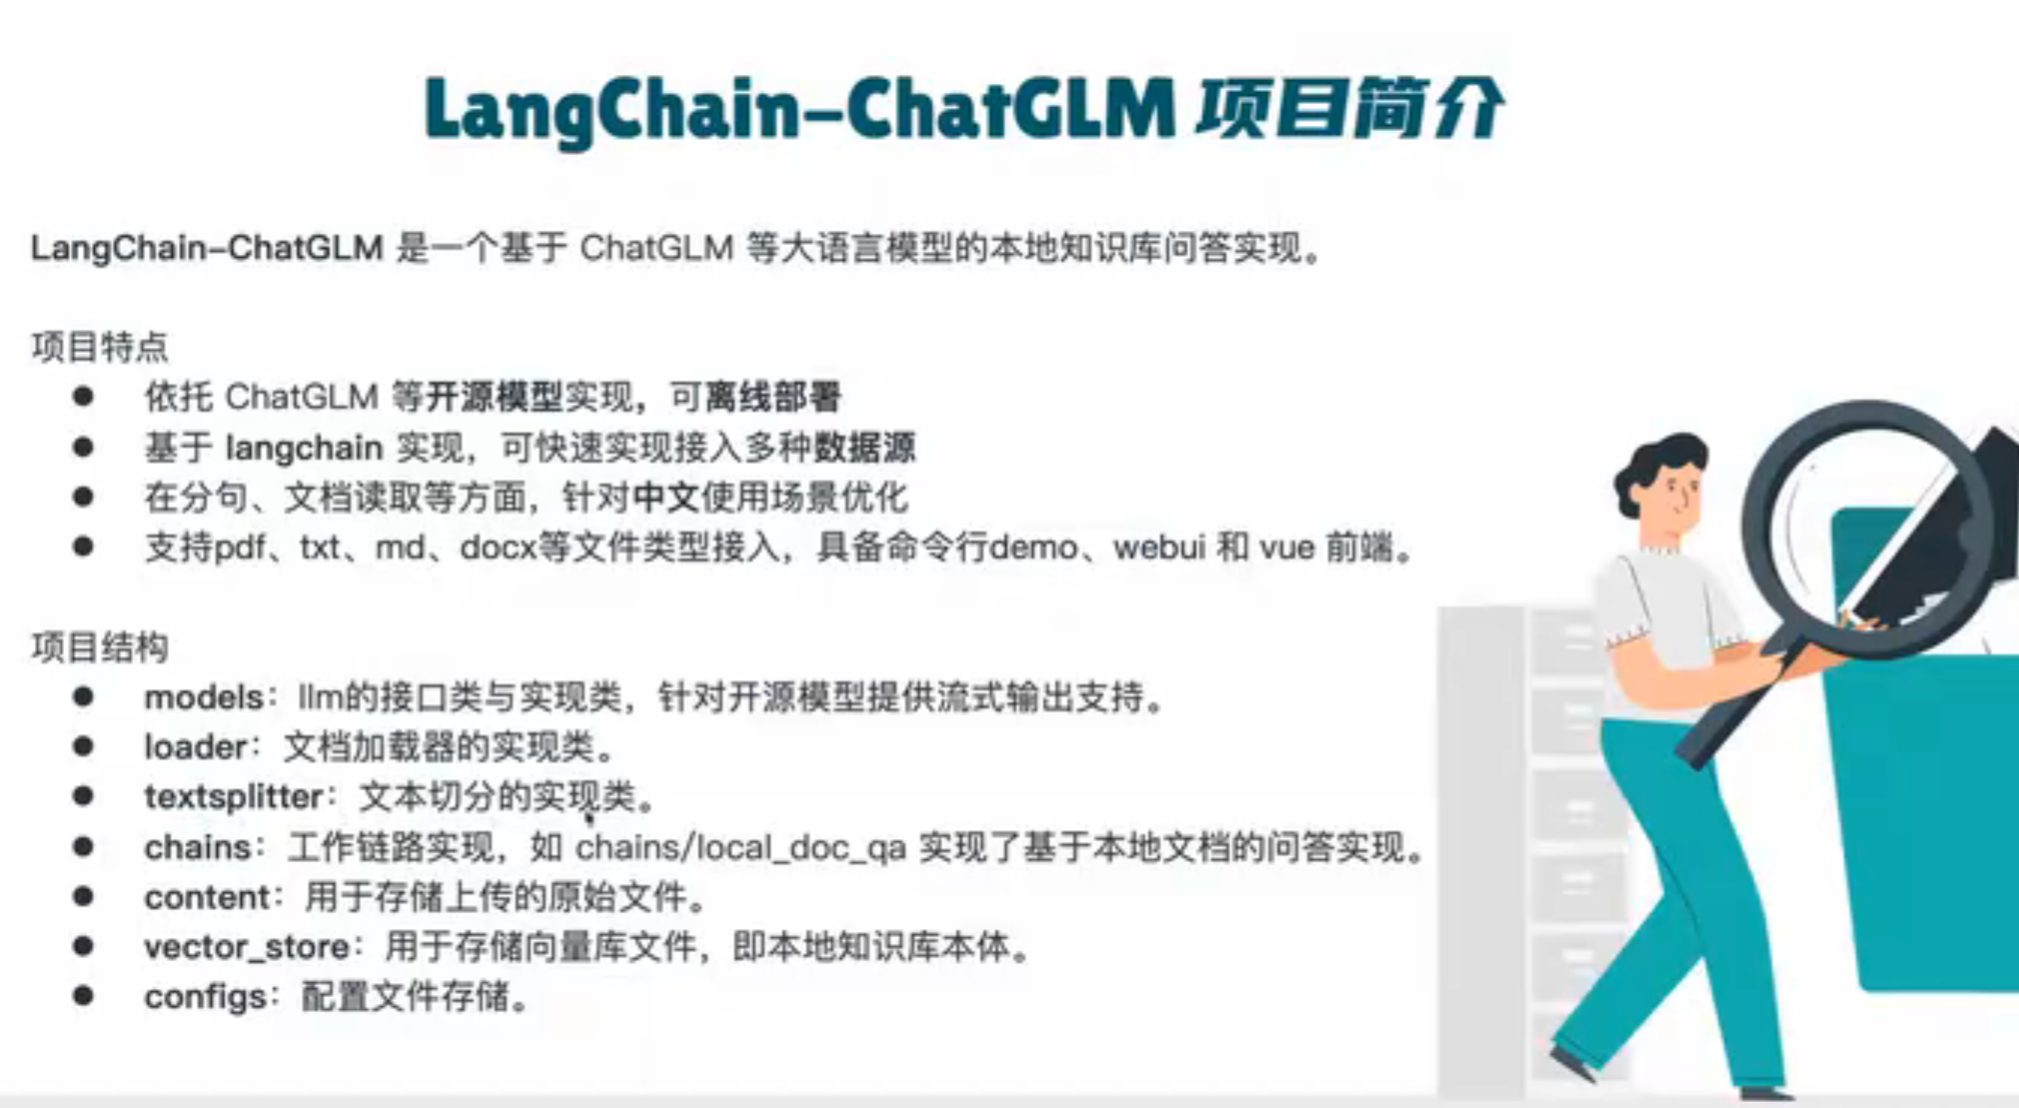 LangChain-ChatGLM 项目简介
LangChain-ChatGLM 是一个基于 ChatGLM 等大语言模型的本地知识库问答实现。
项目特点
● 依托 ChatGLM 等开源模型实现，可离线部署
● 基于 langchain 实现，可快速实现接入多种数据源
● 在分句、文档读取等方面，针对中文使用场景优化
● 支持pdf、txt、md、docx等文件类型接入，具备命令行demo、webui 和 vue 前端。
项目结构
● models：llm的接口类与实现类，针对开源模型提供流式输出支持。
● loader：文档加载器的实现类。
● textsplitter：文本切分的实现类。
● chains：工作链路实现，如 chains/local_doc_qa 实现了基于本地文档的问答实现。
● content：用于存储上传的原始文件。
● vector_store：用于存储向量库文件，即本地知识库本体。
● configs：配置文件存储。